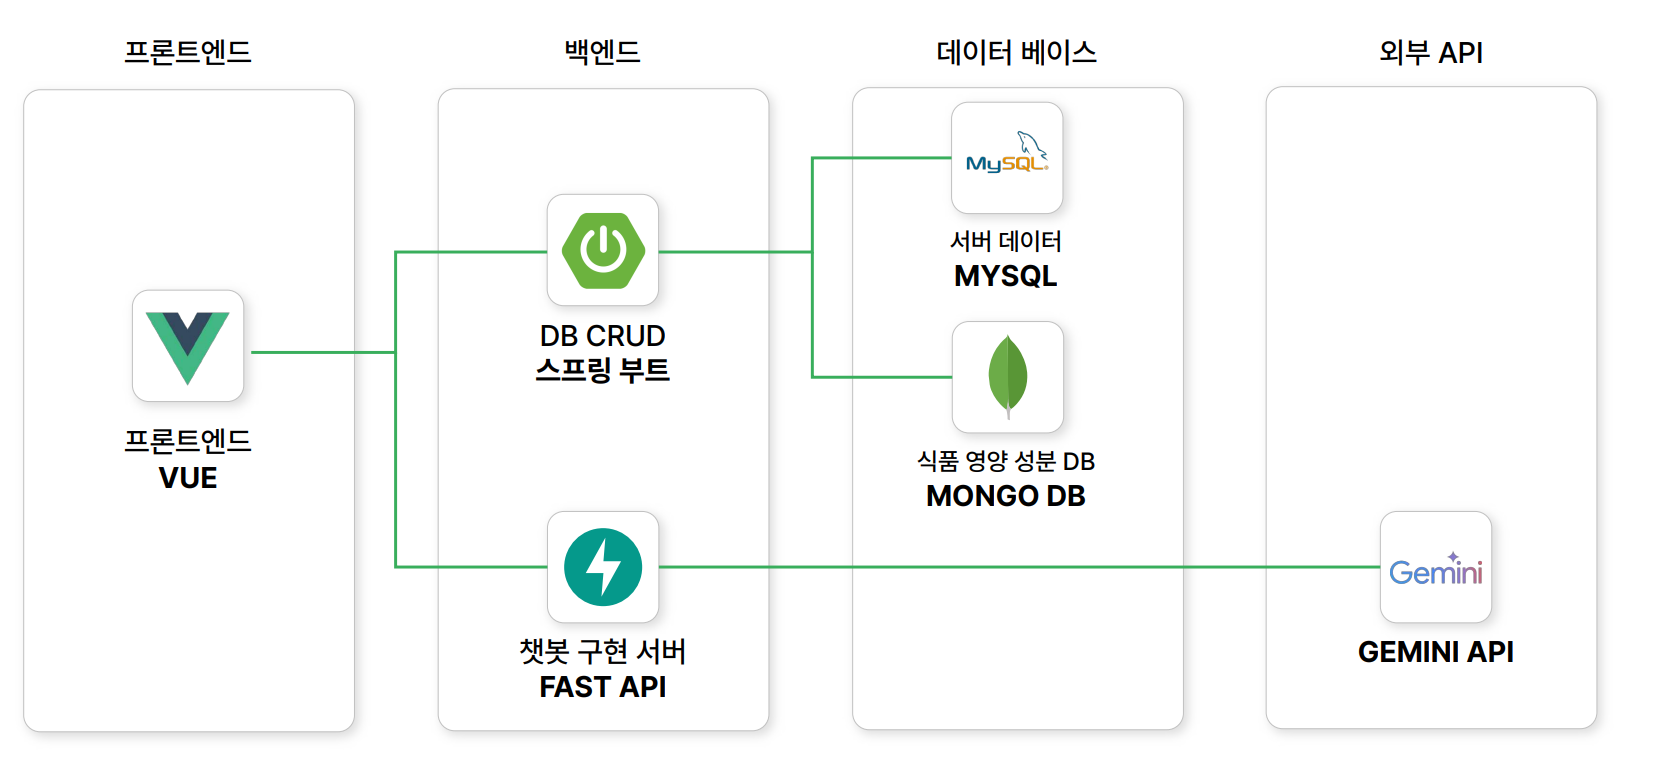 프론트엔드
백엔드
데이터 베이스
외부 API
프론트엔드
VUE
DB CRUD
스프링 부트
챗봇 구현 서버
FAST API
MySQL®
서버 데이터
MYSQL
식품 영양 성분 DB
MONGO DB
Gemini
GEMINI API